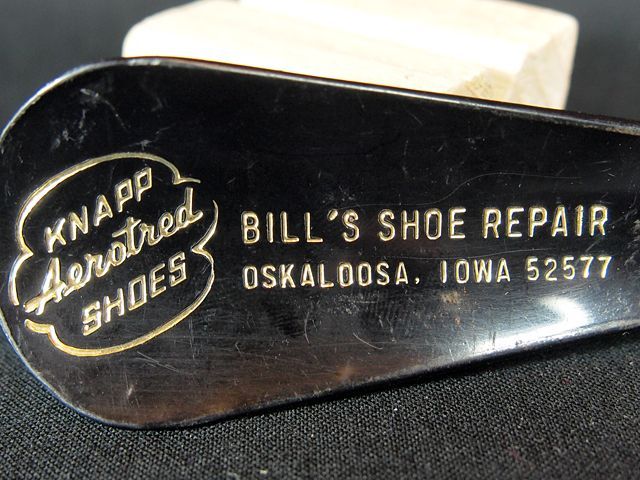 KNAPP
Aerotred
SHOES
BILL'S SHOE REPAIR
OSKALOOSA, IOWA 52577